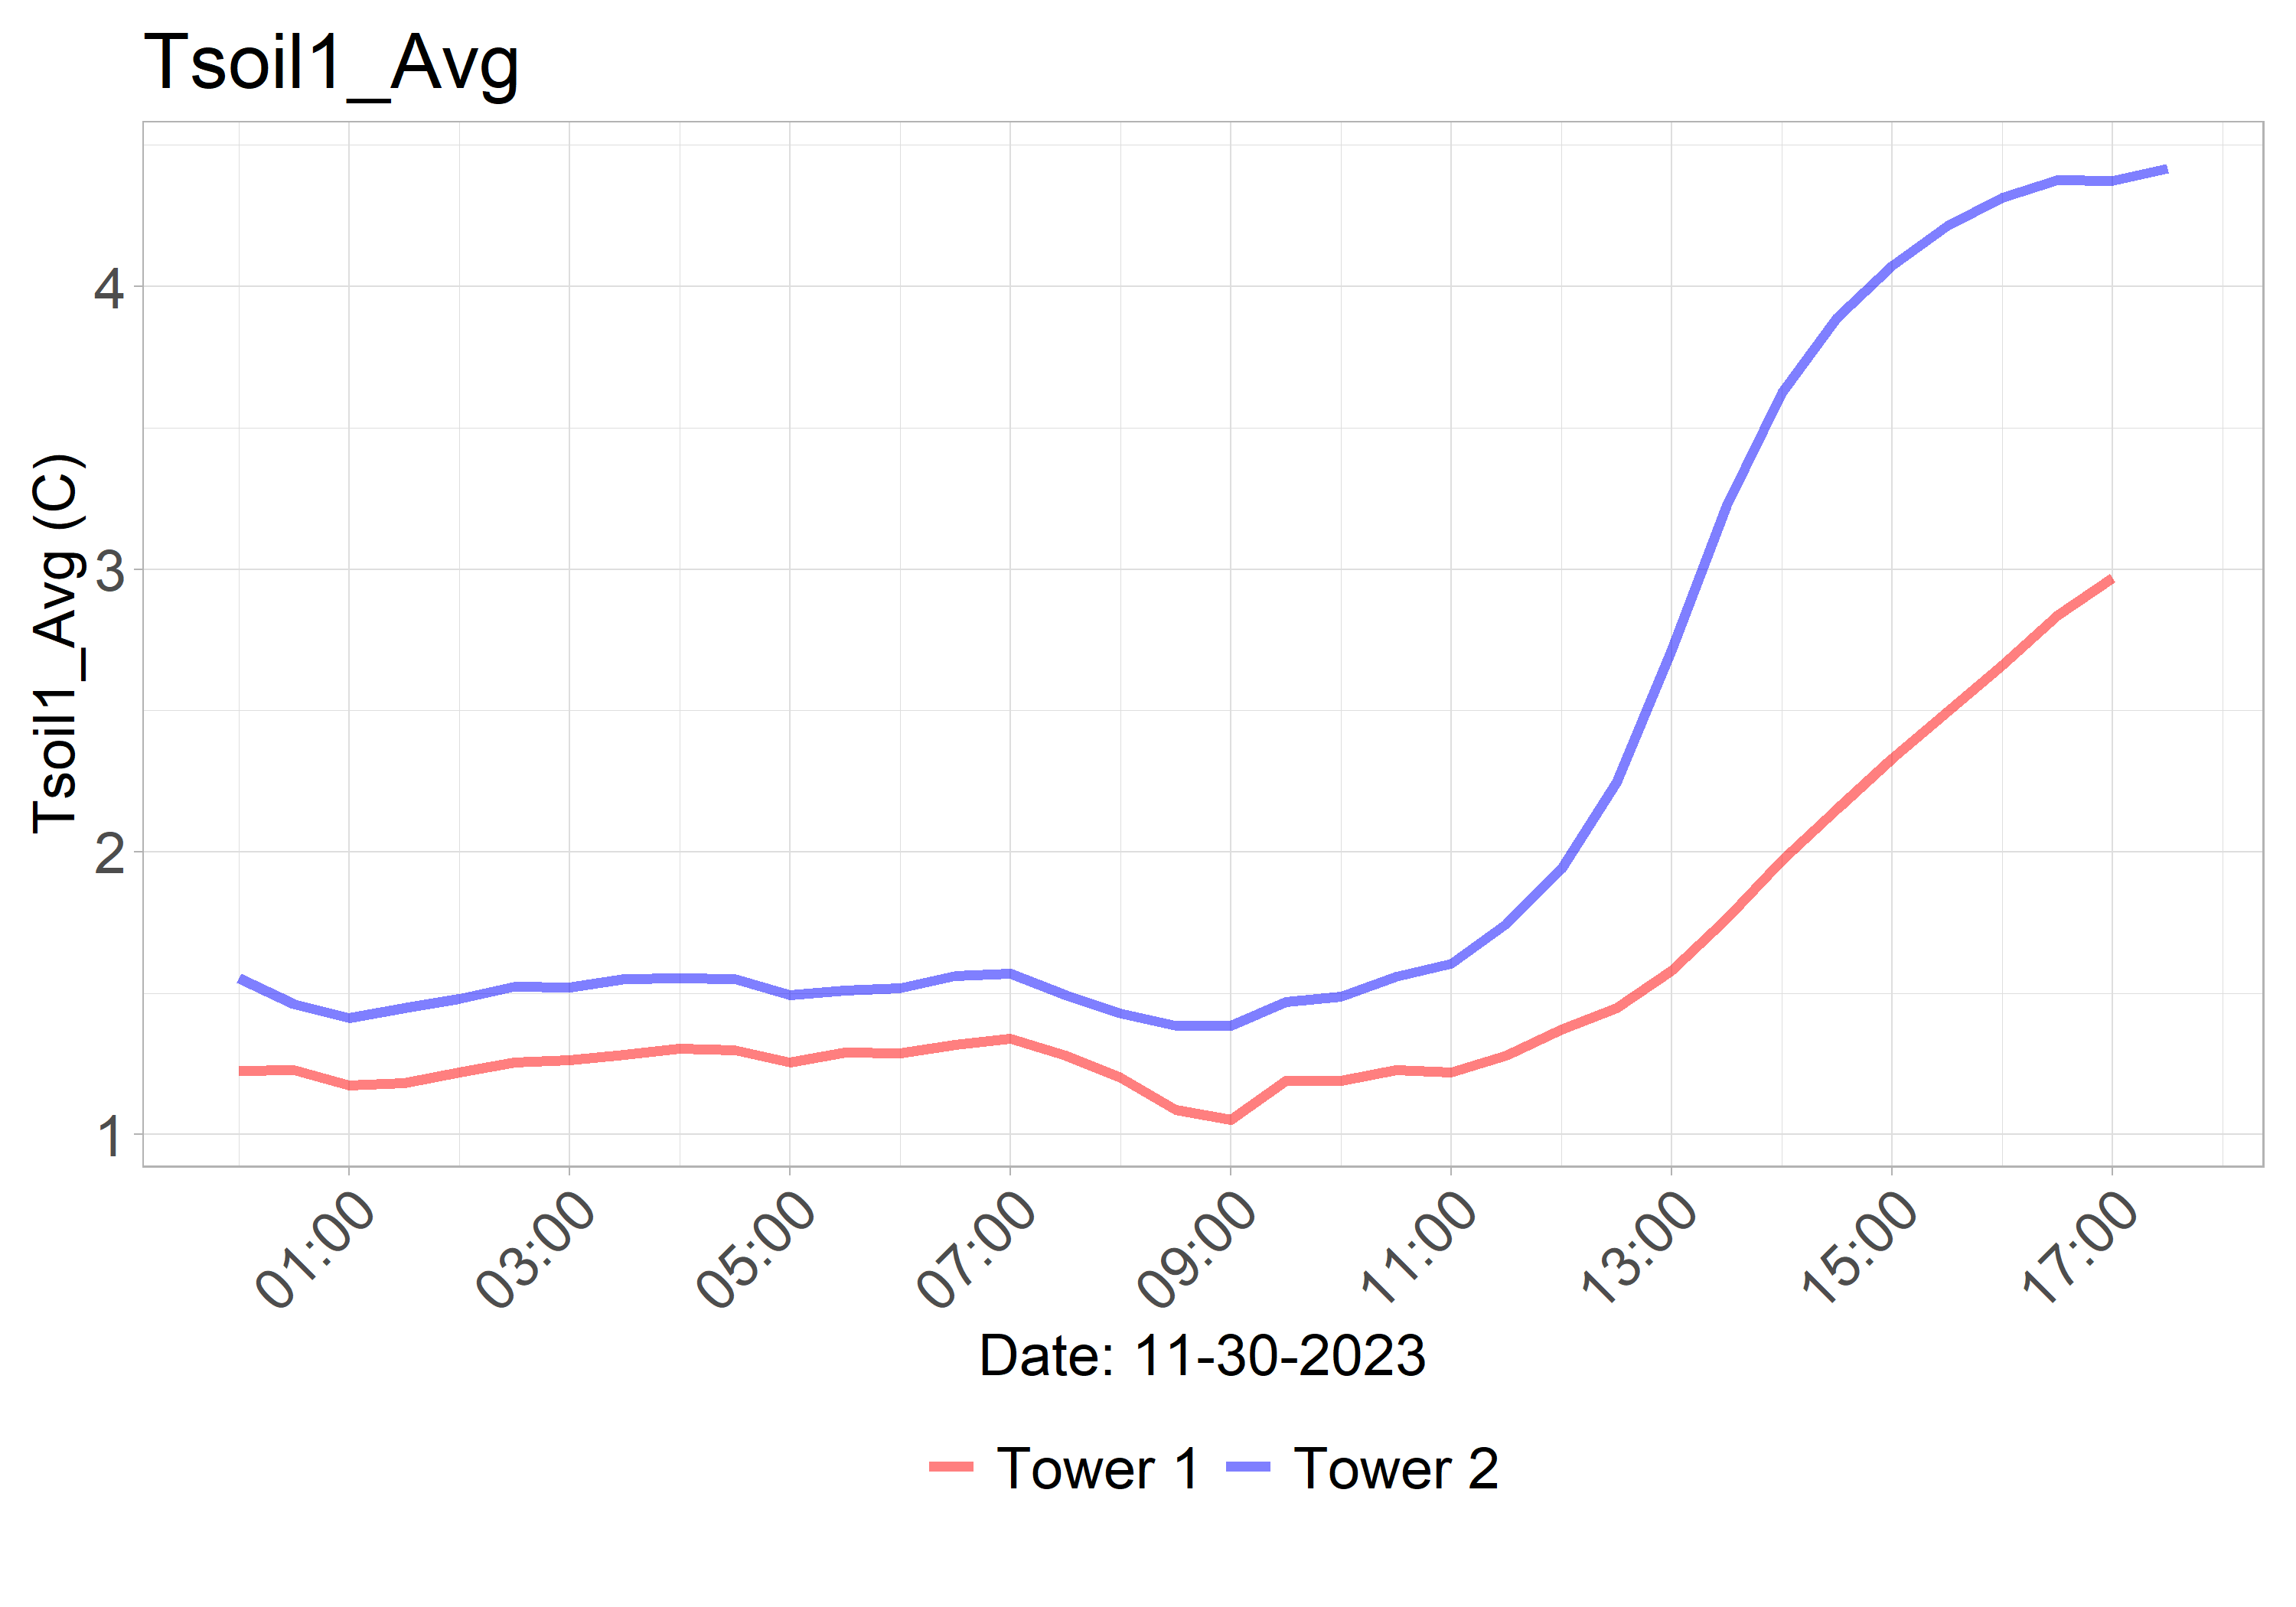 Tsoil1_Avg
Tsoil1_Avg (C)
4
3
2
1
01:00 03:00 05:00 07:00 09:00 11:00 13:00 15:00 17:00
Date: 11-30-2023
Tower 1 Tower 2